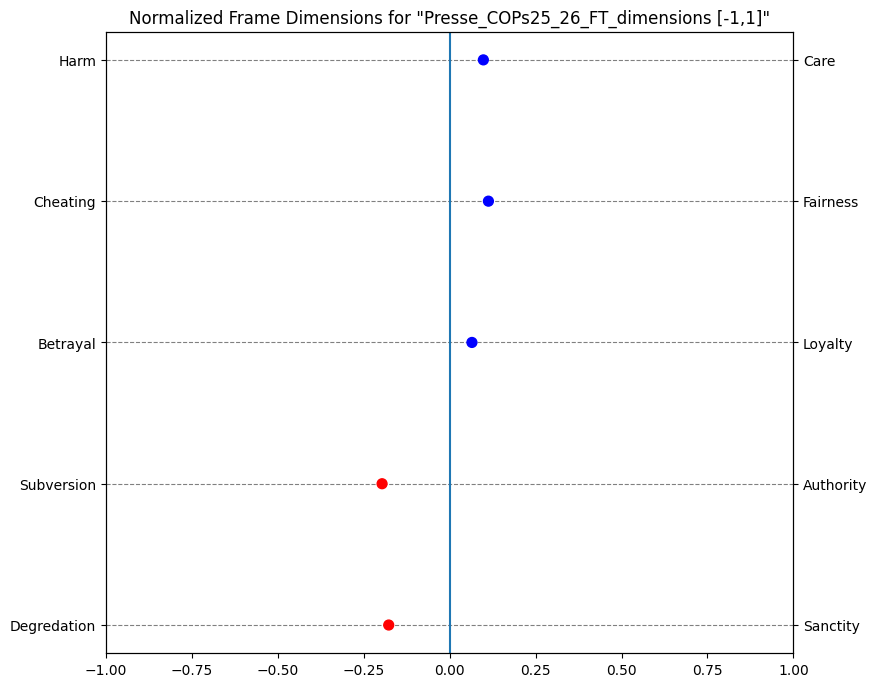 Normalized Frame Dimensions for "Presse_COPs25_26_FT_dimensions [-1,1]"
Harm Care
Cheating Fairness
Betrayal Loyalty
Subversion Authority
Degredation Sanctity
−1.00 −0.75 −0.50 −0.25 0.00 0.25 0.50 0.75 1.00